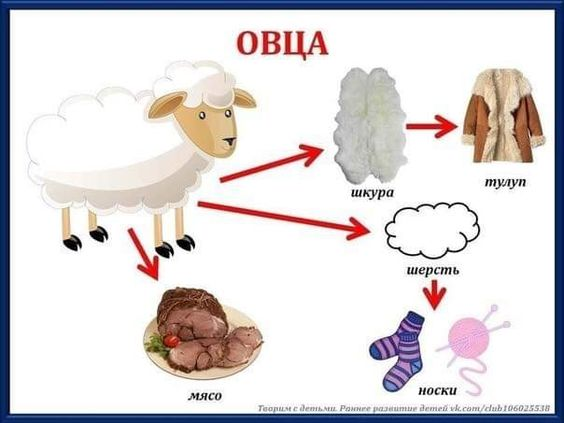 ОВЦА
шкура
тулуп
шерсть
мясо
носки
Творим с детьми. Раннее развитие детей vk.com/club106025538